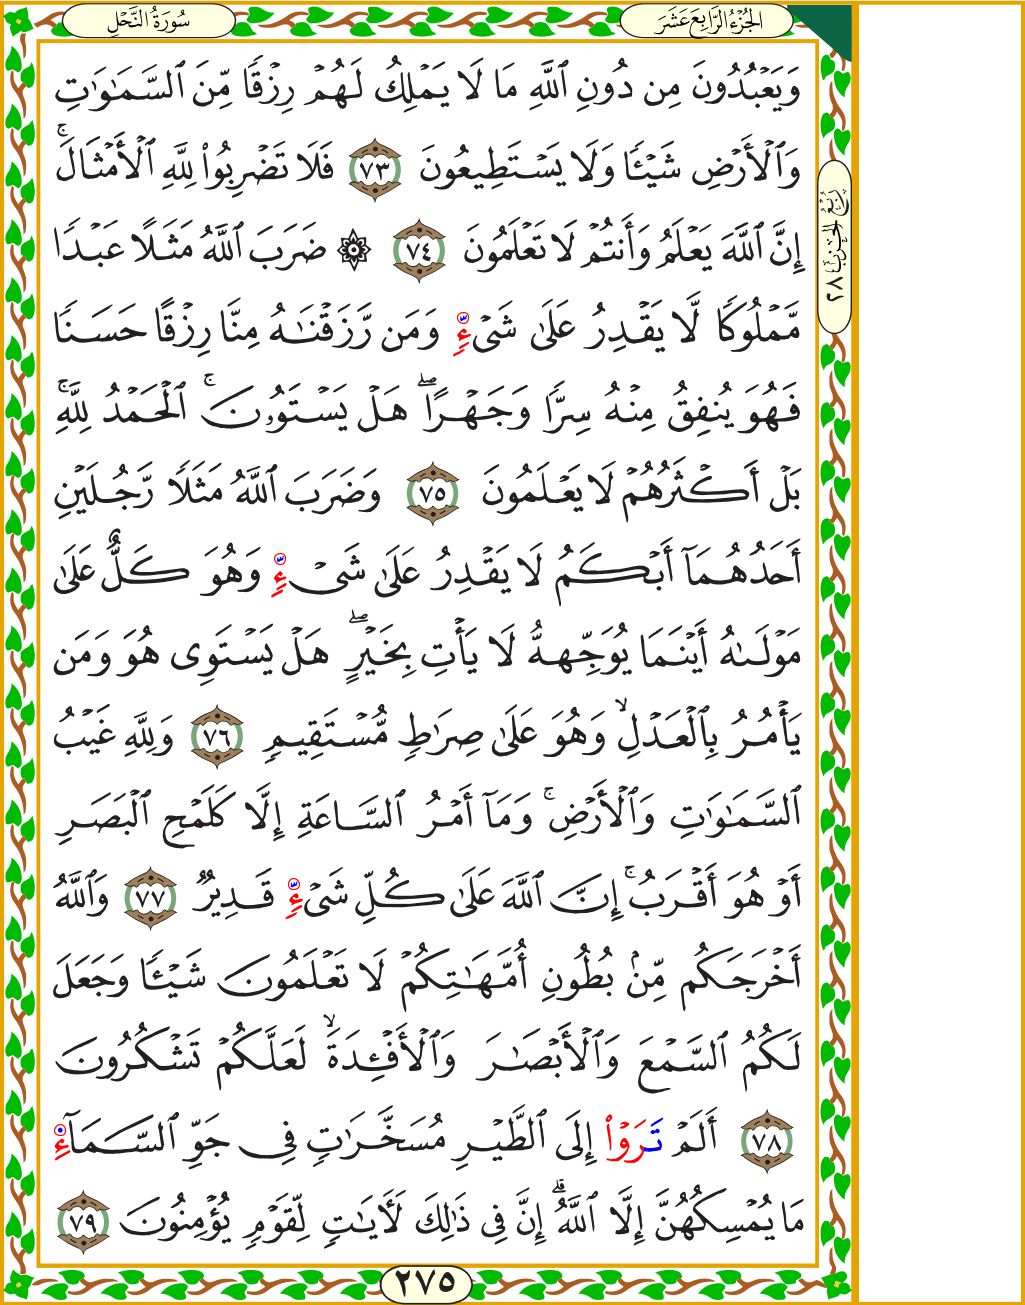 سُورَةُ النَّحْلِ
الجُزْءُ الرَّابِعَ عَشَرَ
وَيَعْبُدُونَ مِن دُونِ ٱللَّهِ مَا لَا يَمْلِكُ لَهُمْ رِزْقًا مِّنَ ٱلسَّمَٰوَٰتِ
وَٱلْأَرْضِ شَيْـًٔا وَلَا يَسْتَطِيعُونَ ٧٣ فَلَا تَضْرِبُوا۟ لِلَّهِ ٱلْأَمْثَالَ ۚ
إِنَّ ٱللَّهَ يَعْلَمُ وَأَنتُمْ لَا تَعْلَمُونَ ٧٤ ۞ ضَرَبَ ٱللَّهُ مَثَلًا عَبْدًا
مَّمْلُوكًا لَّا يَقْدِرُ عَلَىٰ شَىْءٍ وَمَن رَّزَقْنَٰهُ مِنَّا رِزْقًا حَسَنًا
فَهُوَ يُنفِقُ مِنْهُ سِرًّا وَجَهْرًا ۖ هَلْ يَسْتَوُۥنَ ۚ ٱلْحَمْدُ لِلَّهِ ۚ
بَلْ أَكْثَرُهُمْ لَا يَعْلَمُونَ ٧٥ وَضَرَبَ ٱللَّهُ مَثَلًا رَّجُلَيْنِ
أَحَدُهُمَآ أَبْكَمُ لَا يَقْدِرُ عَلَىٰ شَىْءٍ وَهُوَ كَلٌّ عَلَىٰ
مَوْلَىٰهُ أَيْنَمَا يُوَجِّههُّ لَا يَأْتِ بِخَيْرٍ ۖ هَلْ يَسْتَوِى هُوَ وَمَن
يَأْمُرُ بِٱلْعَدْلِ ۙ وَهُوَ عَلَىٰ صِرَٰطٍ مُّسْتَقِيمٍ ٧٦ وَلِلَّهِ غَيْبُ
ٱلسَّمَٰوَٰتِ وَٱلْأَرْضِ ۚ وَمَآ أَمْرُ ٱلسَّاعَةِ إِلَّا كَلَمْحِ ٱلْبَصَرِ
أَوْ هُوَ أَقْرَبُ ۚ إِنَّ ٱللَّهَ عَلَىٰ كُلِّ شَىْءٍ قَدِيرٌ ٧٧ وَٱللَّهُ
أَخْرَجَكُم مِّنۢ بُطُونِ أُمَّهَٰتِكُمْ لَا تَعْلَمُونَ شَيْـًٔا وَجَعَلَ
لَكُمُ ٱلسَّمْعَ وَٱلْأَبْصَٰرَ وَٱلْأَفْـِٔدَةَ ۙ لَعَلَّكُمْ تَشْكُرُونَ
٧٨ أَلَمْ تَرَوْا۟ إِلَى ٱلطَّيْرِ مُسَخَّرَٰتٍ فِى جَوِّ ٱلسَّمَآءِ
مَا يُمْسِكُهُنَّ إِلَّا ٱللَّهُ ۗ إِنَّ فِى ذَٰلِكَ لَـَٔايَٰتٍ لِّقَوْمٍ يُؤْمِنُونَ ٧٩
رُبْعُ الحِزْبِ ٢٨
٢٧٥